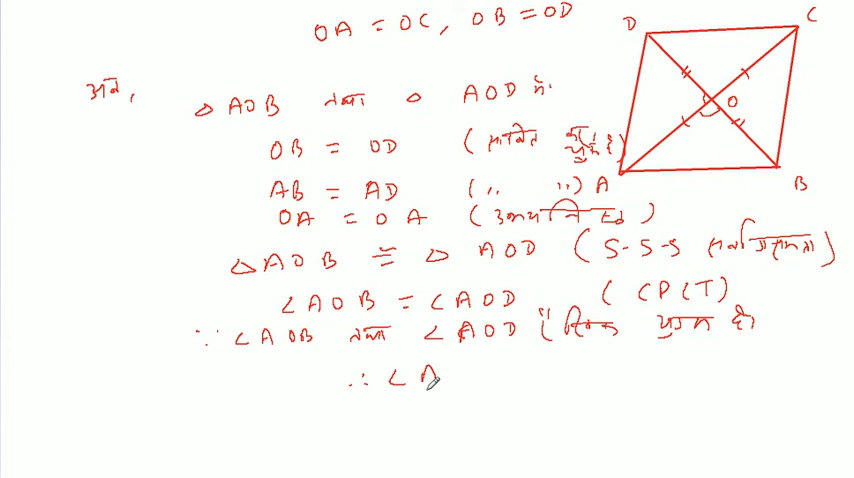 OA = OC, OB = OD
D
C
अब,
△AOB तथा △ AOD में
O
OB = OD (साबित कर चुके हैं)
AB = AD ( ,, ,, )
A
B
OA = OA (उभयनिष्ठ)
△AOB ≅ △ AOD (S-S-S सर्वांगसमता)
∠AOB = ∠AOD (CPCT)
∵ ∠AOB तथा ∠AOD रैखिक युग्म है।
∴ ∠A